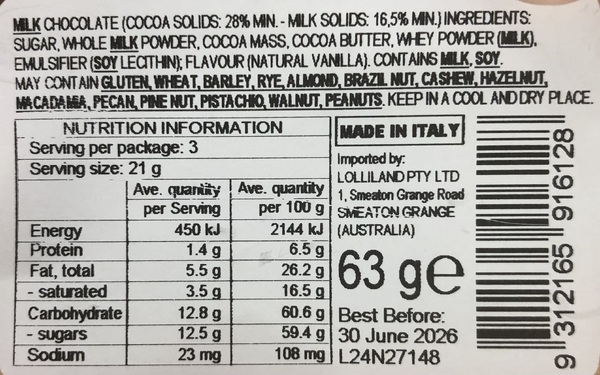 MILK CHOCOLATE (COCOA SOLIDS: 28% MIN. - MILK SOLIDS: 16,5% MIN.) INGREDIENTS:
SUGAR, WHOLE MILK POWDER, COCOA MASS, COCOA BUTTER, WHEY POWDER (MILK),
EMULSIFIER (SOY LECITHIN); FLAVOUR (NATURAL VANILLA). CONTAINS MILK, SOY.
MAY CONTAIN GLUTEN, WHEAT, BARLEY, RYE, ALMOND, BRAZIL NUT, CASHEW, HAZELNUT,
MACADAMIA, PECAN, PINE NUT, PISTACHIO, WALNUT, PEANUTS. KEEP IN A COOL AND DRY PLACE.
NUTRITION INFORMATION
Serving per package: 3
Serving size: 21 g
Ave. quantity per Serving Ave. quantity per 100 g
Energy 450 kJ 2144 kJ
Protein 1.4 g 6.5 g
Fat, total 5.5 g 26.2 g
- saturated 3.5 g 16.5 g
Carbohydrate 12.8 g 60.6 g
- sugars 12.5 g 59.4 g
Sodium 23 mg 108 mg
MADE IN ITALY
Imported by:
LOLLILAND PTY LTD
1, Smeaton Grange Road
SMEATON GRANGE
(AUSTRALIA)
63 g e
Best Before:
30 June 2026
L24N27148
9 312165 916128